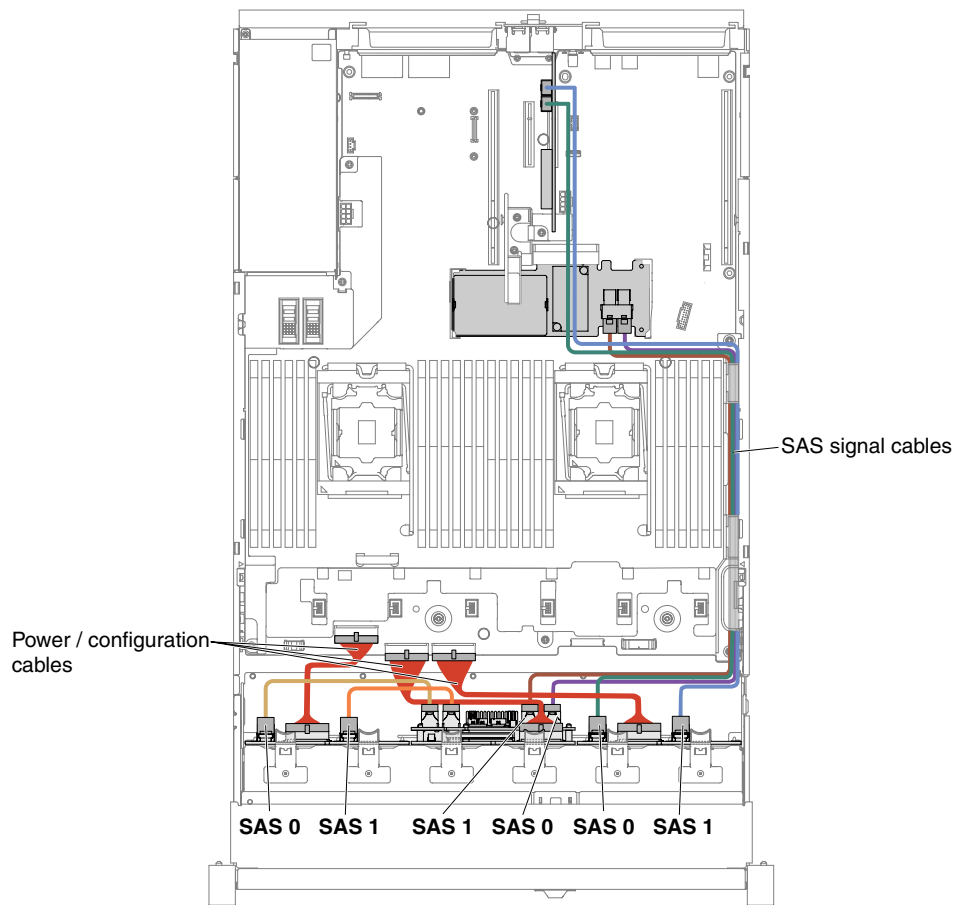 SAS signal cables
Power / configuration
cables
SAS 0 SAS 1 SAS 1 SAS 0 SAS 0 SAS 1